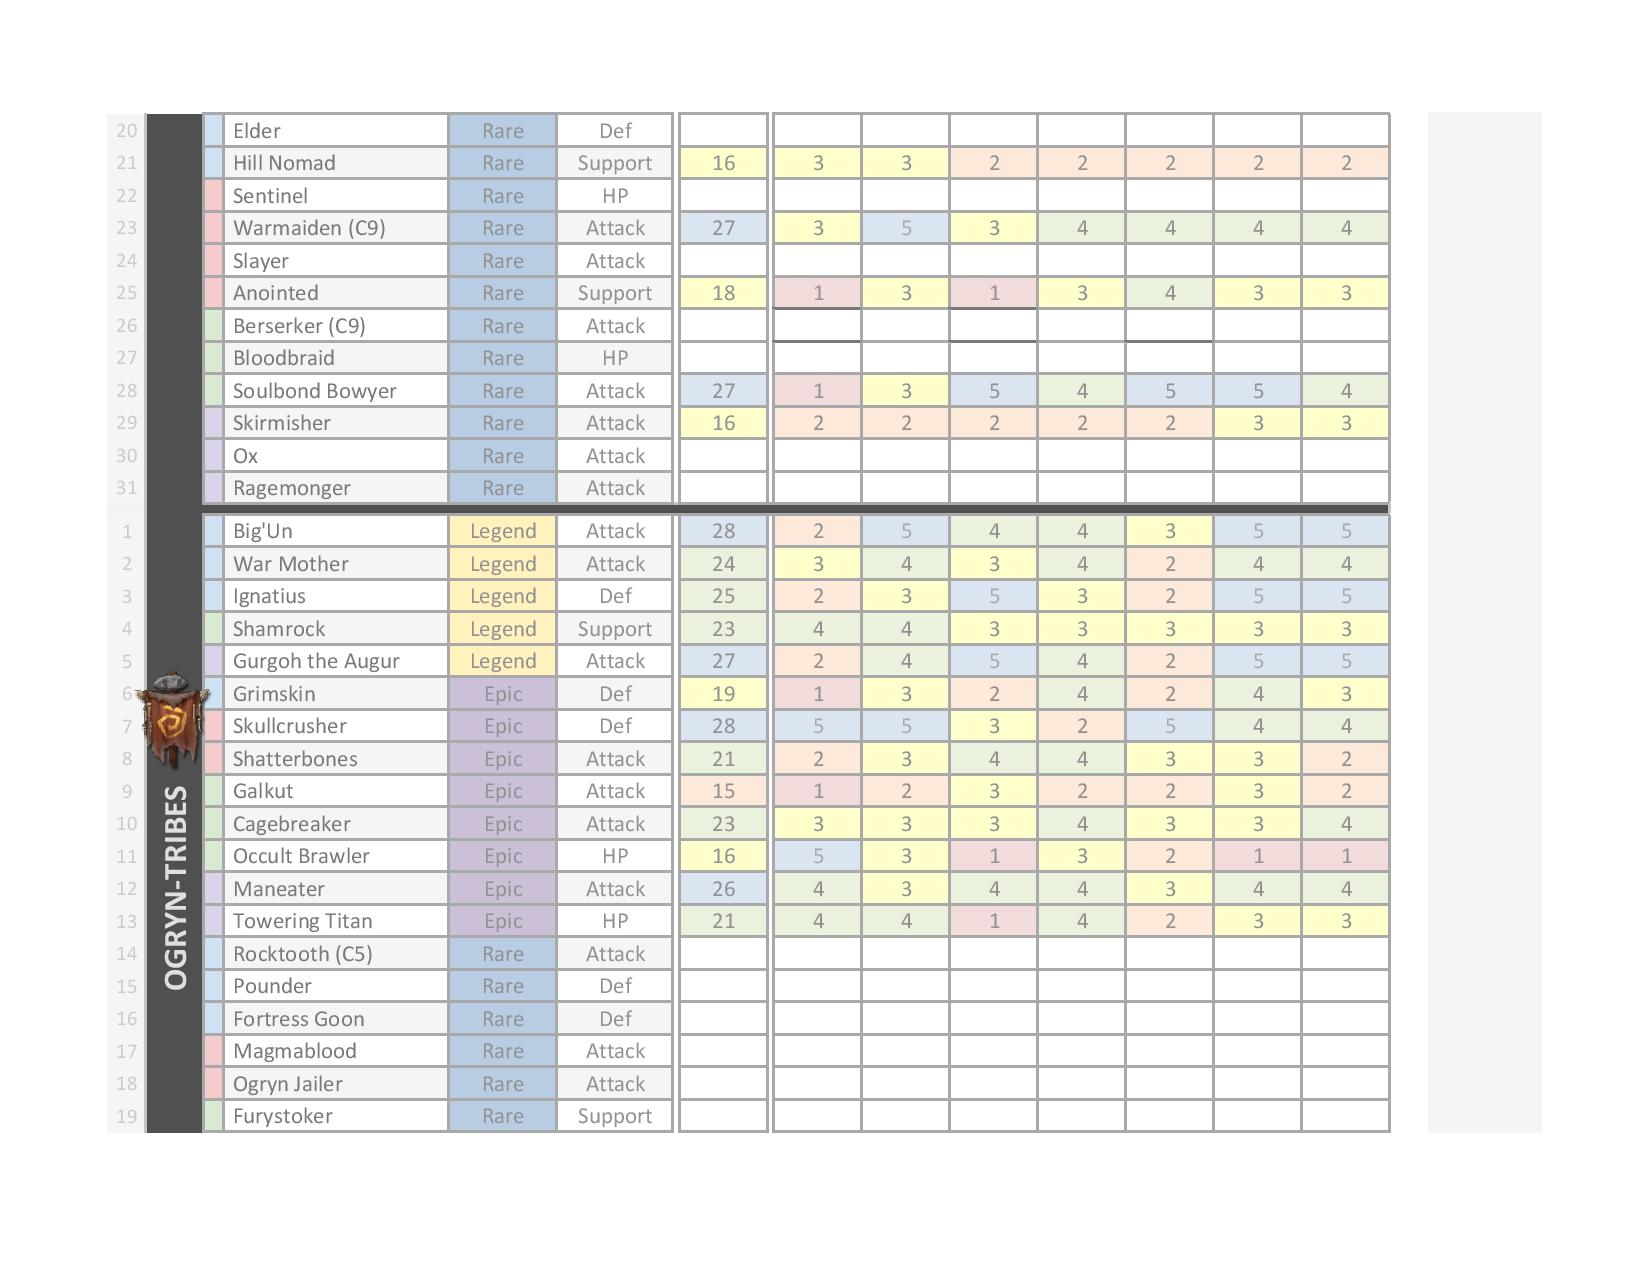 20 Elder Rare Def
21 Hill Nomad Rare Support 16 3 3 2 2 2 2 2
22 Sentinel Rare HP
23 Warmaiden (C9) Rare Attack 27 3 5 3 4 4 4 4
24 Slayer Rare Attack
25 Anointed Rare Support 18 1 3 1 3 4 3 3
26 Berserker (C9) Rare Attack
27 Bloodbraid Rare HP
28 Soulbond Bowyer Rare Attack 27 1 3 5 4 5 5 4
29 Skirmisher Rare Attack 16 2 2 2 2 2 3 3
30 Ox Rare Attack
31 Ragemonger Rare Attack
OGRYN-TRIBES
1 Big'Un Legend Attack 28 2 5 4 4 3 5 5
2 War Mother Legend Attack 24 3 4 3 4 2 4 4
3 Ignatius Legend Def 25 2 3 5 3 2 5 5
4 Shamrock Legend Support 23 4 4 3 3 3 3 3
5 Gurgoh the Augur Legend Attack 27 2 4 5 4 2 5 5
6 Grimskin Epic Def 19 1 3 2 4 2 4 3
7 Skullcrusher Epic Def 28 5 5 3 2 5 4 4
8 Shatterbones Epic Attack 21 2 3 4 4 3 3 2
9 Galkut Epic Attack 15 1 2 3 2 2 3 2
10 Cagebreaker Epic Attack 23 3 3 3 4 3 3 4
11 Occult Brawler Epic HP 16 5 3 1 3 2 1 1
12 Maneater Epic Attack 26 4 3 4 4 3 4 4
13 Towering Titan Epic HP 21 4 4 1 4 2 3 3
14 Rocktooth (C5) Rare Attack
15 Pounder Rare Def
16 Fortress Goon Rare Def
17 Magmablood Rare Attack
18 Ogryn Jailer Rare Attack
19 Furystoker Rare Support